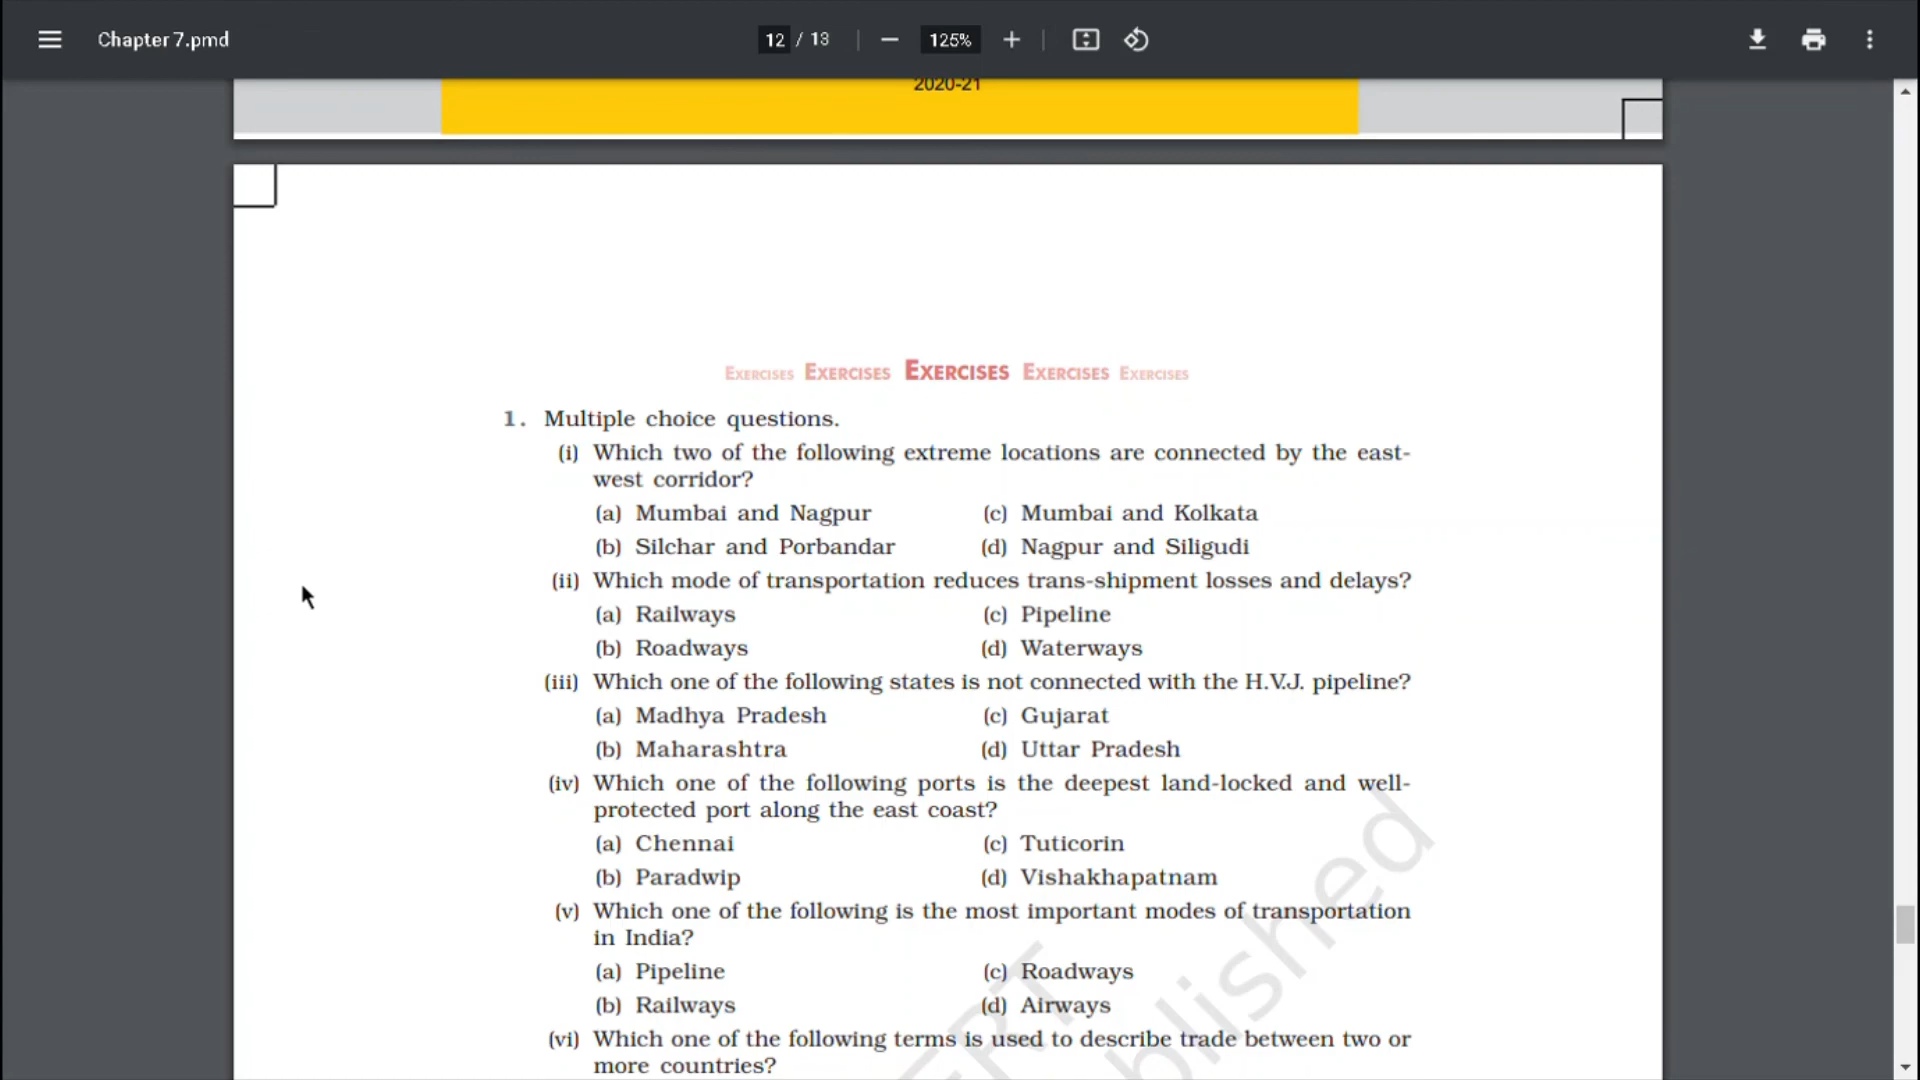 Chapter 7.pmd
12 / 13
125%
2020-21
EXERCISES EXERCISES EXERCISES EXERCISES EXERCISES
1. Multiple choice questions.
(i) Which two of the following extreme locations are connected by the east-
west corridor?
(a) Mumbai and Nagpur (c) Mumbai and Kolkata
(b) Silchar and Porbandar (d) Nagpur and Siligudi
(ii) Which mode of transportation reduces trans-shipment losses and delays?
(a) Railways (c) Pipeline
(b) Roadways (d) Waterways
(iii) Which one of the following states is not connected with the H.V.J. pipeline?
(a) Madhya Pradesh (c) Gujarat
(b) Maharashtra (d) Uttar Pradesh
(iv) Which one of the following ports is the deepest land-locked and well-
protected port along the east coast?
(a) Chennai (c) Tuticorin
(b) Paradwip (d) Vishakhapatnam
(v) Which one of the following is the most important modes of transportation
in India?
(a) Pipeline (c) Roadways
(b) Railways (d) Airways
(vi) Which one of the following terms is used to describe trade between two or
more countries?
ERT
blished